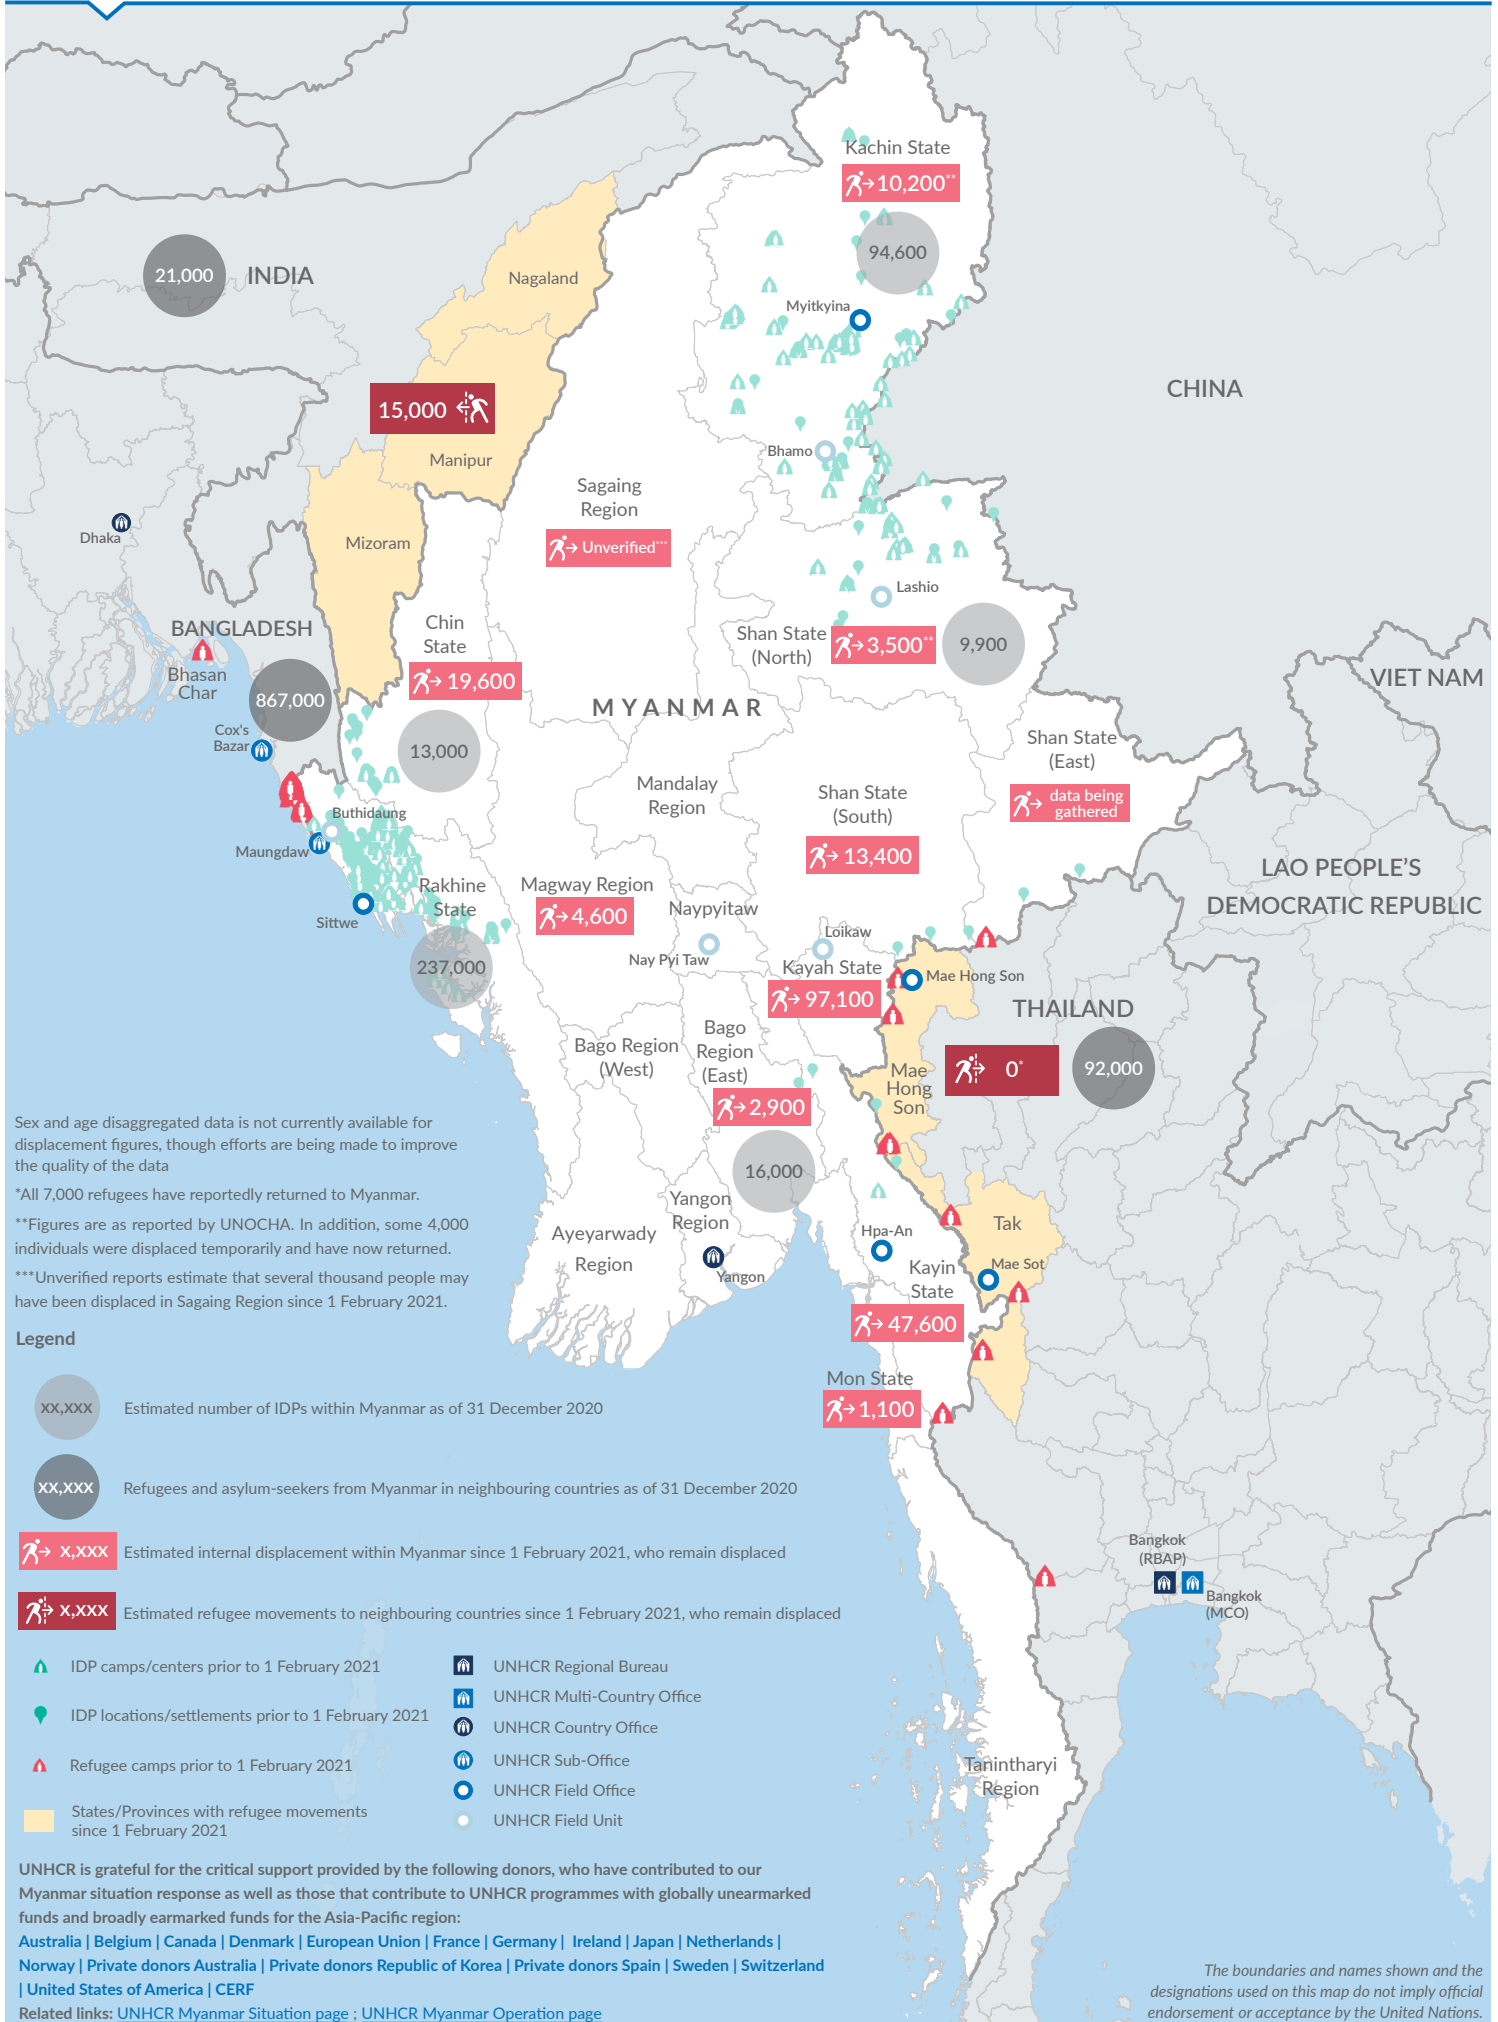 Kachin State
10,200**
94,600
21,000
INDIA
Nagaland
Myitkyina
CHINA
15,000
Manipur
Bhamo
Sagaing
Region
Unverified***
Dhaka
Mizoram
Lashio
Chin
State
19,600
BANGLADESH
Bhasan
Char
Shan State
(North)
3,500**
9,900
VIET NAM
867,000
MYANMAR
Cox's
Bazar
13,000
Shan State
(East)
data being
gathered
Mandalay
Region
Shan State
(South)
13,400
Buthidaung
Maungdaw
LAO PEOPLE'S
DEMOCRATIC REPUBLIC
Rakhine
State
Magway Region
4,600
Naypyitaw
Sittwe
Loikaw
Nay Pyi Taw
237,000
Kayah State
97,100
Mae Hong Son
THAILAND
Bago Region
(West)
Bago
Region
(East)
2,900
Mae
Hong
Son
0*
92,000
Sex and age disaggregated data is not currently available for
displacement figures, though efforts are being made to improve
the quality of the data
*All 7,000 refugees have reportedly returned to Myanmar.
**Figures are as reported by UNOCHA. In addition, some 4,000
individuals were displaced temporarily and have now returned.
***Unverified reports estimate that several thousand people may
have been displaced in Sagaing Region since 1 February 2021.
16,000
Yangon
Region
Ayeyarwady
Region
Yangon
Hpa-An
Tak
Mae Sot
Kayin
State
47,600
Mon State
1,100
Legend
XX,XXX
Estimated number of IDPs within Myanmar as of 31 December 2020
XX,XXX
Refugees and asylum-seekers from Myanmar in neighbouring countries as of 31 December 2020
X,XXX
Estimated internal displacement within Myanmar since 1 February 2021, who remain displaced
X,XXX
Estimated refugee movements to neighbouring countries since 1 February 2021, who remain displaced
Bangkok
(RBAP)
Bangkok
(MCO)
IDP camps/centers prior to 1 February 2021
IDP locations/settlements prior to 1 February 2021
Refugee camps prior to 1 February 2021
States/Provinces with refugee movements
since 1 February 2021
UNHCR Regional Bureau
UNHCR Multi-Country Office
UNHCR Country Office
UNHCR Sub-Office
UNHCR Field Office
UNHCR Field Unit
Tanintharyi
Region
UNHCR is grateful for the critical support provided by the following donors, who have contributed to our
Myanmar situation response as well as those that contribute to UNHCR programmes with globally unearmarked
funds and broadly earmarked funds for the Asia-Pacific region:
Australia | Belgium | Canada | Denmark | European Union | France | Germany | Ireland | Japan | Netherlands |
Norway | Private donors Australia | Private donors Republic of Korea | Private donors Spain | Sweden | Switzerland
| United States of America | CERF
Related links: UNHCR Myanmar Situation page ; UNHCR Myanmar Operation page
The boundaries and names shown and the
designations used on this map do not imply official
endorsement or acceptance by the United Nations.